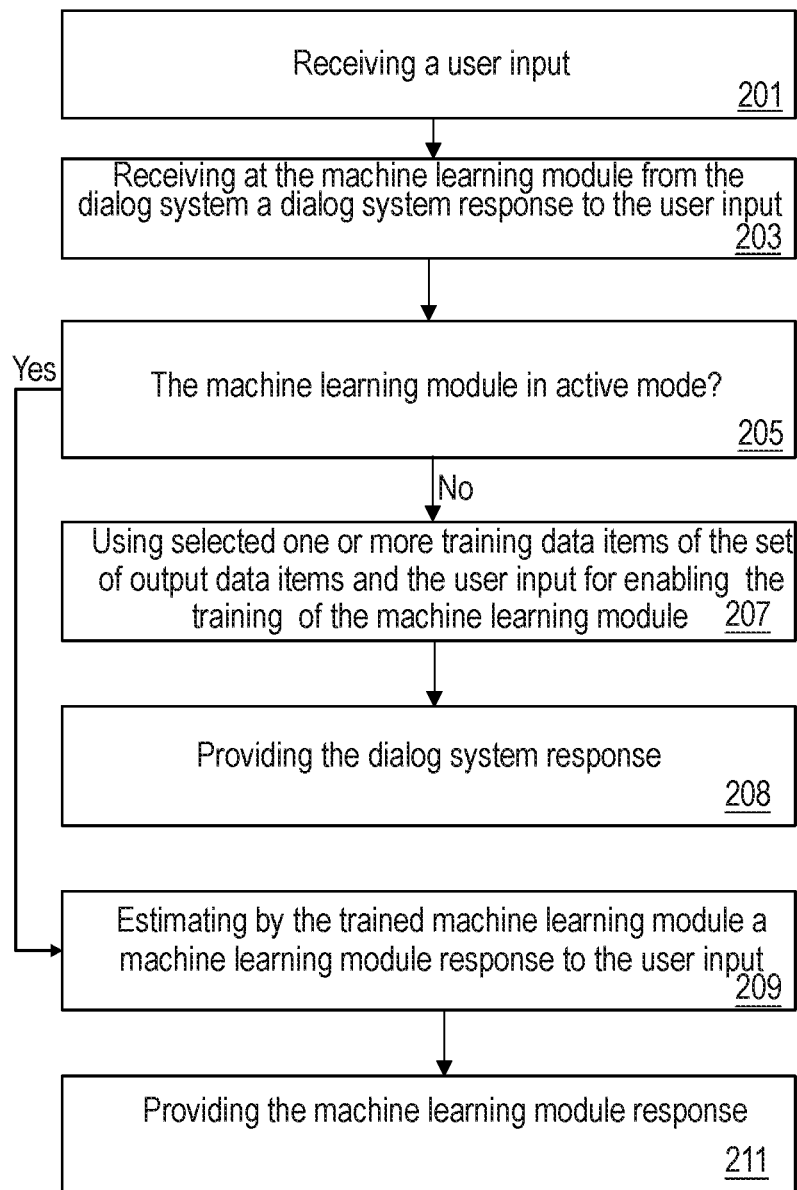 Receiving a user input
201
Receiving at the machine learning module from the
dialog system a dialog system response to the user input
203
Yes
The machine learning module in active mode?
205
No
Using selected one or more training data items of the set
of output data items and the user input for enabling the
training of the machine learning module 207
Providing the dialog system response
208
Estimating by the trained machine learning module a
machine learning module response to the user input
209
Providing the machine learning module response
211